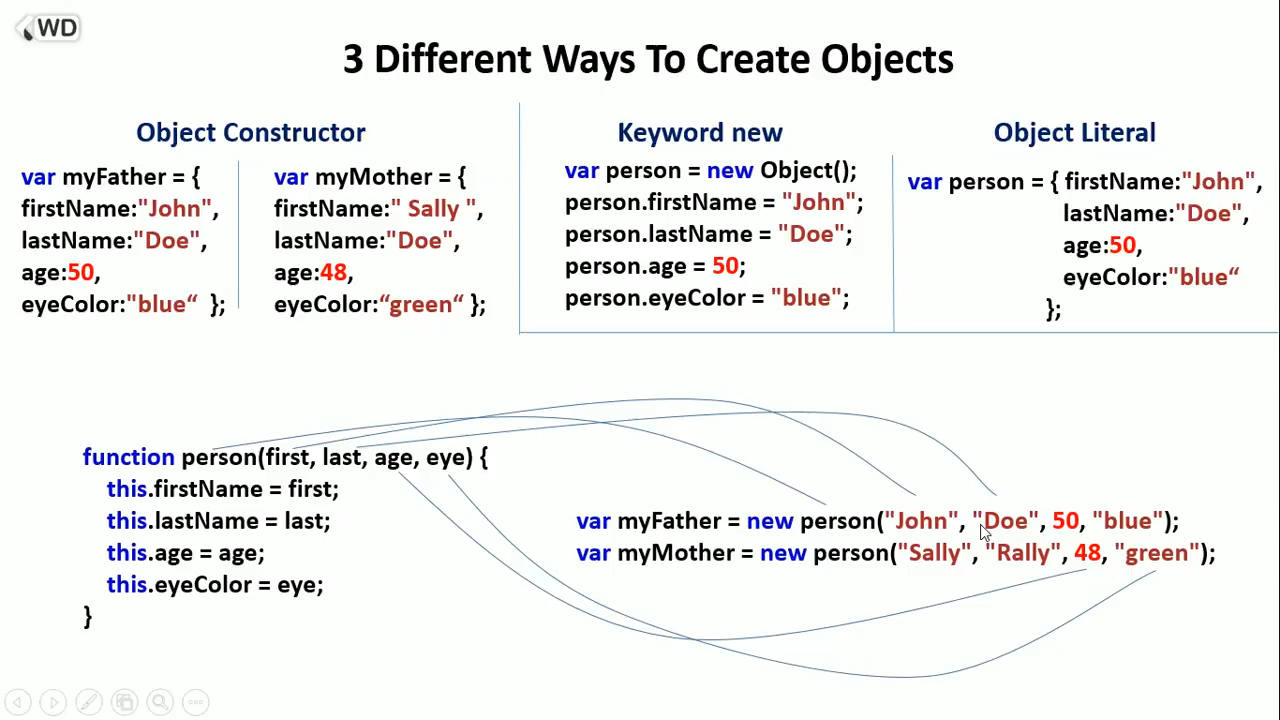 WD
3 Different Ways To Create Objects
Object Constructor
var myFather = {
firstName:"John",
lastName:"Doe",
age:50,
eyeColor:"blue“ };
var myMother = {
firstName:" Sally ",
lastName:"Doe",
age:48,
eyeColor:“green“ };
Keyword new
var person = new Object();
person.firstName = "John";
person.lastName = "Doe";
person.age = 50;
person.eyeColor = "blue";
Object Literal
var person = { firstName:"John",
lastName:"Doe",
age:50,
eyeColor:"blue“
};
function person(first, last, age, eye) {
this.firstName = first;
this.lastName = last;
this.age = age;
this.eyeColor = eye;
}
var myFather = new person("John", "Doe", 50, "blue");
var myMother = new person("Sally", "Rally", 48, "green");